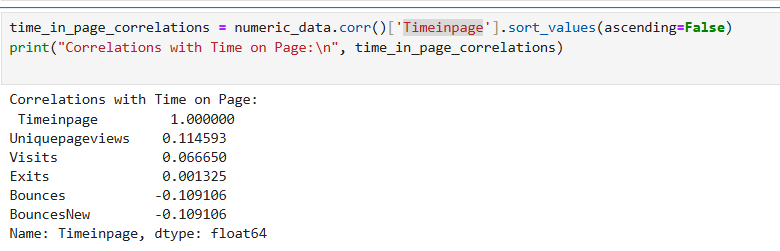 time_in_page_correlations = numeric_data.corr()['Timeinpage'].sort_values(ascending=False)
print("Correlations with Time on Page:\n", time_in_page_correlations)
Correlations with Time on Page:
 Timeinpage         1.000000
Uniquepageviews    0.114593
Visits             0.066650
Exits              0.001325
Bounces           -0.109106
BouncesNew        -0.109106
Name: Timeinpage, dtype: float64